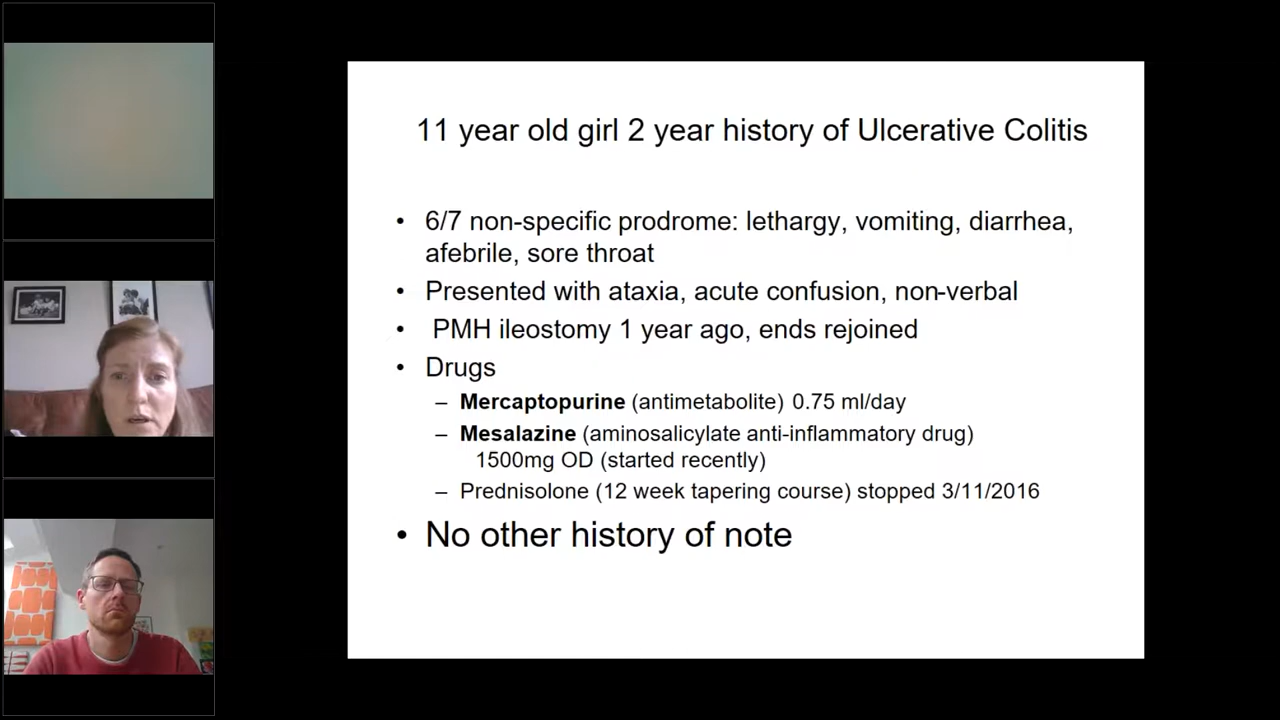 11 year old girl 2 year history of Ulcerative Colitis
• 6/7 non-specific prodrome: lethargy, vomiting, diarrhea,
afebrile, sore throat
• Presented with ataxia, acute confusion, non-verbal
• PMH ileostomy 1 year ago, ends rejoined
• Drugs
– Mercaptopurine (antimetabolite) 0.75 ml/day
– Mesalazine (aminosalicylate anti-inflammatory drug)
1500mg OD (started recently)
– Prednisolone (12 week tapering course) stopped 3/11/2016
• No other history of note